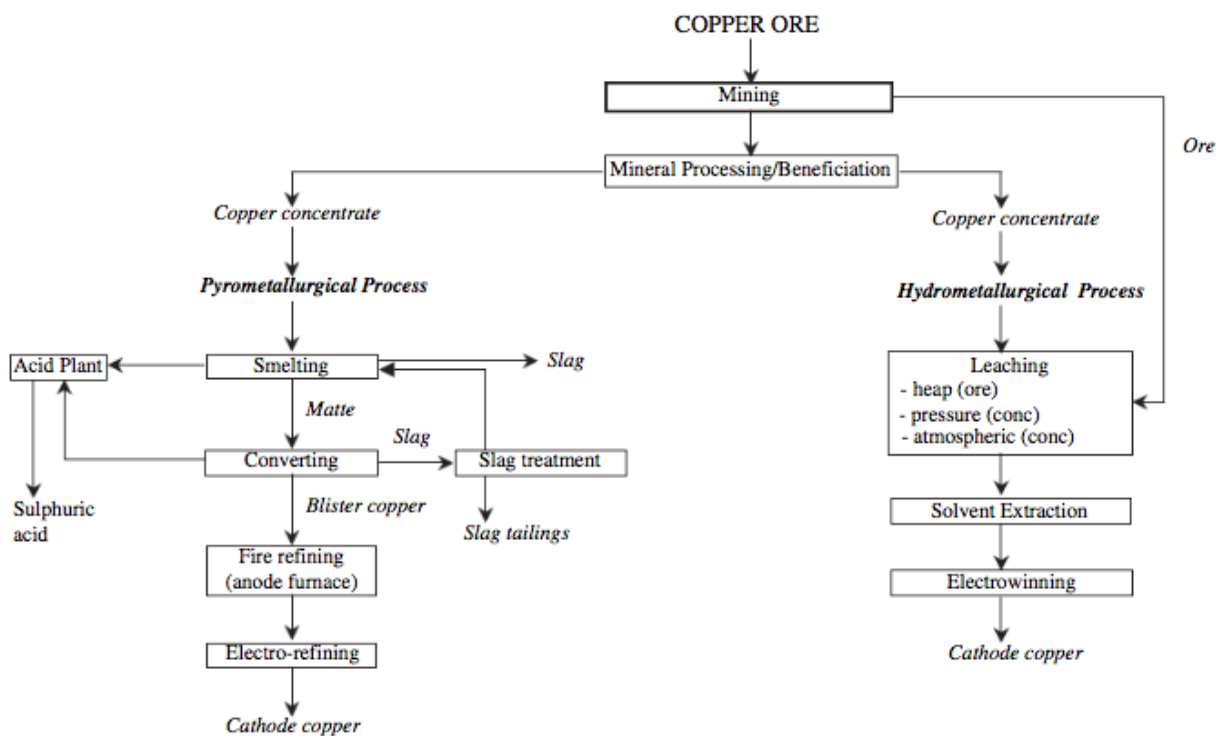 COPPER ORE
Mining
Ore
Mineral Processing/Beneficiation
Copper concentrate
Copper concentrate
Pyrometallurgical Process
Hydrometallurgical Process
Acid Plant
Smelting
Slag
Leaching
- heap (ore)
- pressure (conc)
- atmospheric (conc)
Matte
Slag
Converting
Slag treatment
Sulphuric
acid
Blister copper
Slag tailings
Solvent Extraction
Fire refining
(anode furnace)
Electrowinning
Electro-refining
Cathode copper
Cathode copper